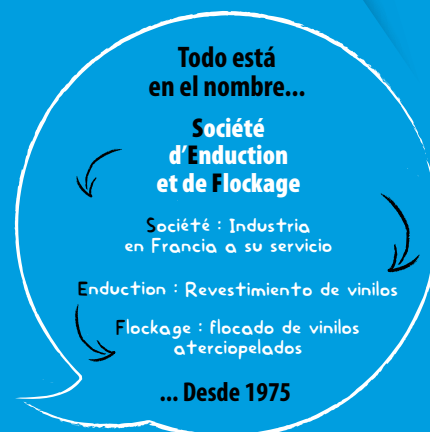 Todo está
en el nombre...
Société
d'Enduction
et de Flockage
Société : Industria
en Francia a su servicio
Enduction : Revestimiento de vinilos
Flockage : flocado de vinilos
aterciopelados
... Desde 1975